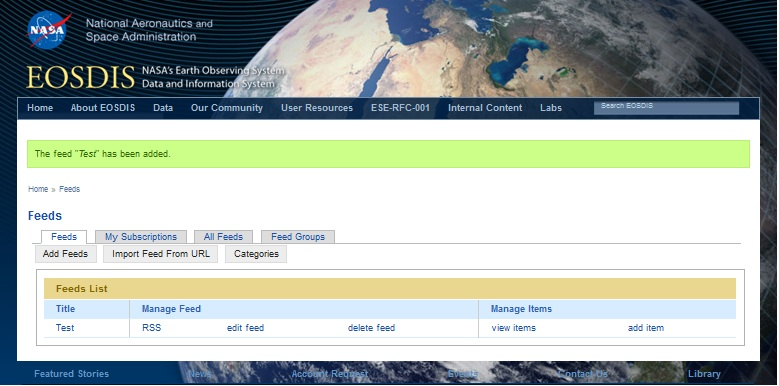 NASA
National Aeronautics and
Space Administration
EOSDIS NASA's Earth Observing System
Data and Information System
Home About EOSDIS Data Our Community User Resources ESE-RFC-001 Internal Content Labs Search EOSDIS
The feed "Test" has been added.
Home » Feeds
Feeds
Feeds My Subscriptions All Feeds Feed Groups
Add Feeds Import Feed From URL Categories
Feeds List
Title Manage Feed Manage Items
Test RSS edit feed delete feed view items add item
Featured Stories News Account Request Events Contact Us Library